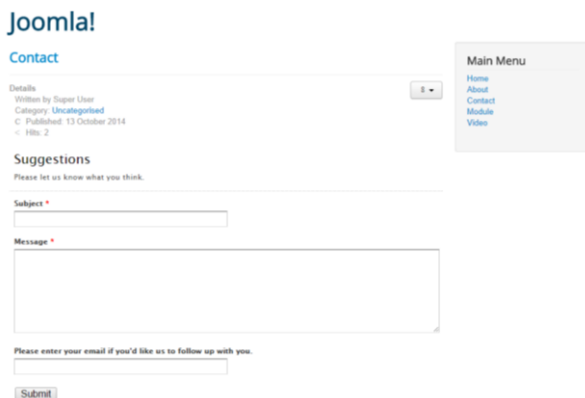 Joomla!
Contact
Details
Written by Super User
Category: Uncategorised
C Published: 13 October 2014
< Hits: 2
Suggestions
Please let us know what you think.
Subject *
Message *
Please enter your email if you'd like us to follow up with you.
Submit
Main Menu
Home
About
Contact
Module
Video